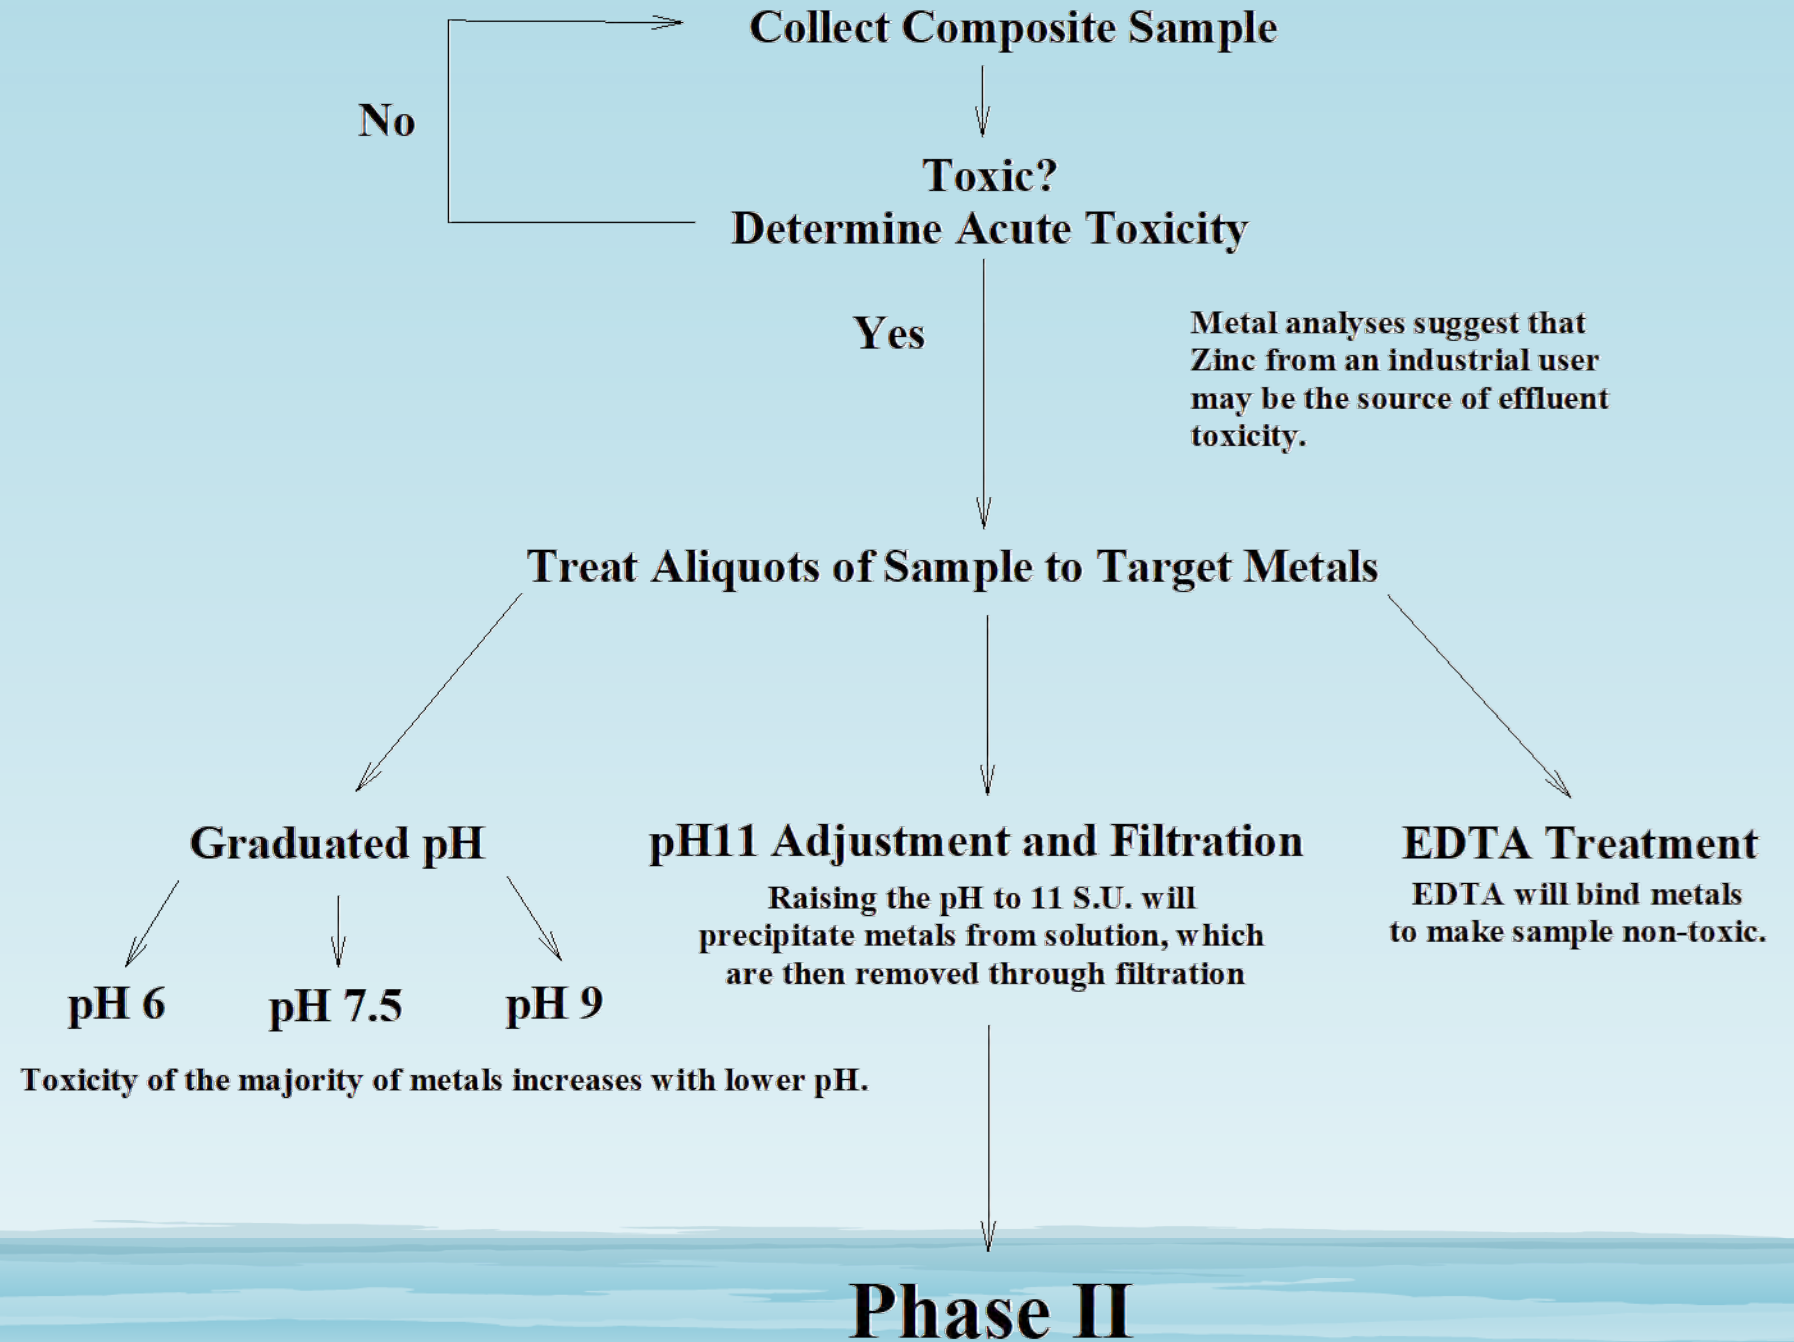 Collect Composite Sample
No
Toxic?
Determine Acute Toxicity
Yes
Metal analyses suggest that
Zinc from an industrial user
may be the source of effluent
toxicity.
Treat Aliquots of Sample to Target Metals
Graduated pH
pH 6
pH 7.5
pH 9
Toxicity of the majority of metals increases with lower pH.
pH11 Adjustment and Filtration
Raising the pH to 11 S.U. will
precipitate metals from solution, which
are then removed through filtration
EDTA Treatment
EDTA will bind metals
to make sample non-toxic.
Phase II